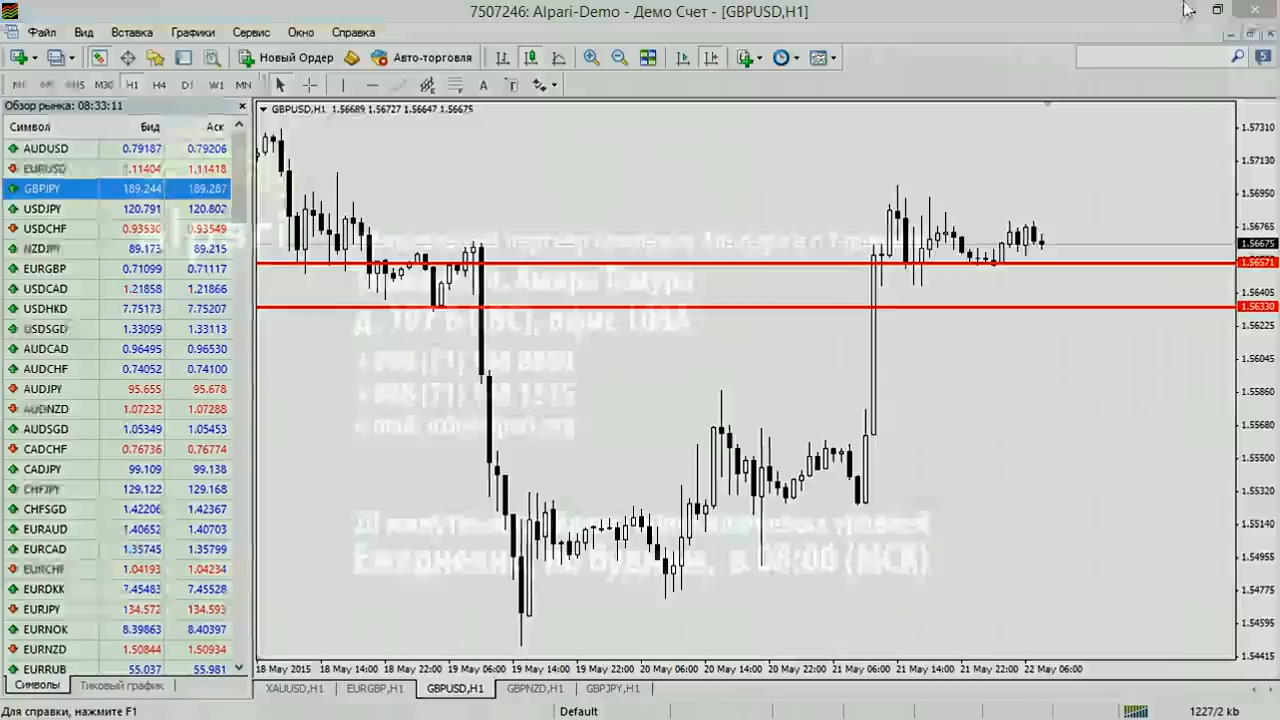 7507246: Alpari-Demo - Демо Счет - [GBPUSD,H1]
Файл Вид Вставка Графики Сервис Окно Справка
Новый Ордер Авто-торговля 5
M30 H1 H4 D1 W1 MN A T
Обзор рынка: 08:33:11
Символ Бид Аск
AUDUSD 0.79187 0.79206
EURUSD 1.11404 1.11418
GBPJPY 189.244 189.287
USDJPY 120.791 120.802
USDCHF 0.93530 0.93549
NZDJPY 89.173 89.215
EURGBP 0.71099 0.71117
USDCAD 1.21858 1.21866
USDHKD 7.75173 7.75207
USDSGD 1.33059 1.33113
AUDCAD 0.96495 0.96530
AUDCHF 0.74052 0.74100
AUDJPY 95.655 95.678
AUDNZD 1.07232 1.07288
AUDSGD 1.05349 1.05453
CADCHF 0.76736 0.76774
CADJPY 99.109 99.138
CHFJPY 129.122 129.168
CHFSGD 1.42206 1.42367
EURAUD 1.40652 1.40703
EURCAD 1.35745 1.35799
EURCHF 1.04193 1.04234
EURDKK 7.45483 7.45528
EURJPY 134.572 134.593
EURNOK 8.39863 8.40397
EURNZD 1.50844 1.50934
EURRUB 55.037 55.981
Символы Тиковый график
GBPUSD,H1 1.56689 1.56727 1.56647 1.56675
1.57310
1.57130
1.56950
1.56765
1.56675
1.56571
1.56405
1.56330
1.56225
1.56045
1.55860
1.55680
1.55500
1.55320
1.55140
1.54955
1.54775
1.54595
1.54415
офис 108А
в 08:00 (МСК)
18 May 2015 18 May 14:00 18 May 22:00 19 May 06:00 19 May 14:00 19 May 22:00 20 May 06:00 20 May 14:00 20 May 22:00 21 May 06:00 21 May 14:00 21 May 22:00 22 May 06:00
XAUUSD,H1 EURGBP,H1 GBPUSD,H1 GBPNZD,H1 GBPJPY,H1
Для справки, нажмите F1 Default 1227/2 kb